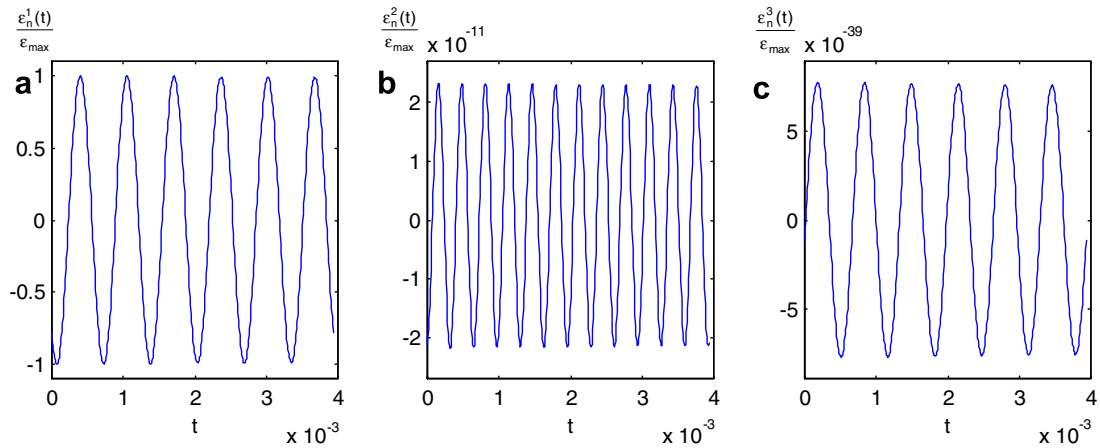 ε_n^1(t)
ε_max
a
1
0.5
0
-0.5
-1
0 1 2 3 4
t
x 10^-3
ε_n^2(t)
ε_max
x 10^-11
b
2
1
0
-1
-2
0 1 2 3 4
t
x 10^-3
ε_n^3(t)
ε_max
x 10^-39
c
5
0
-5
0 1 2 3 4
t
x 10^-3